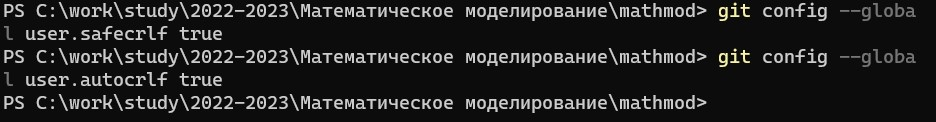 PS C:\work\study\2022-2023\Математическое моделирование\mathmod> git config --globa
l user.safecrlf true
PS C:\work\study\2022-2023\Математическое моделирование\mathmod> git config --globa
l user.autocrlf true
PS C:\work\study\2022-2023\Математическое моделирование\mathmod>